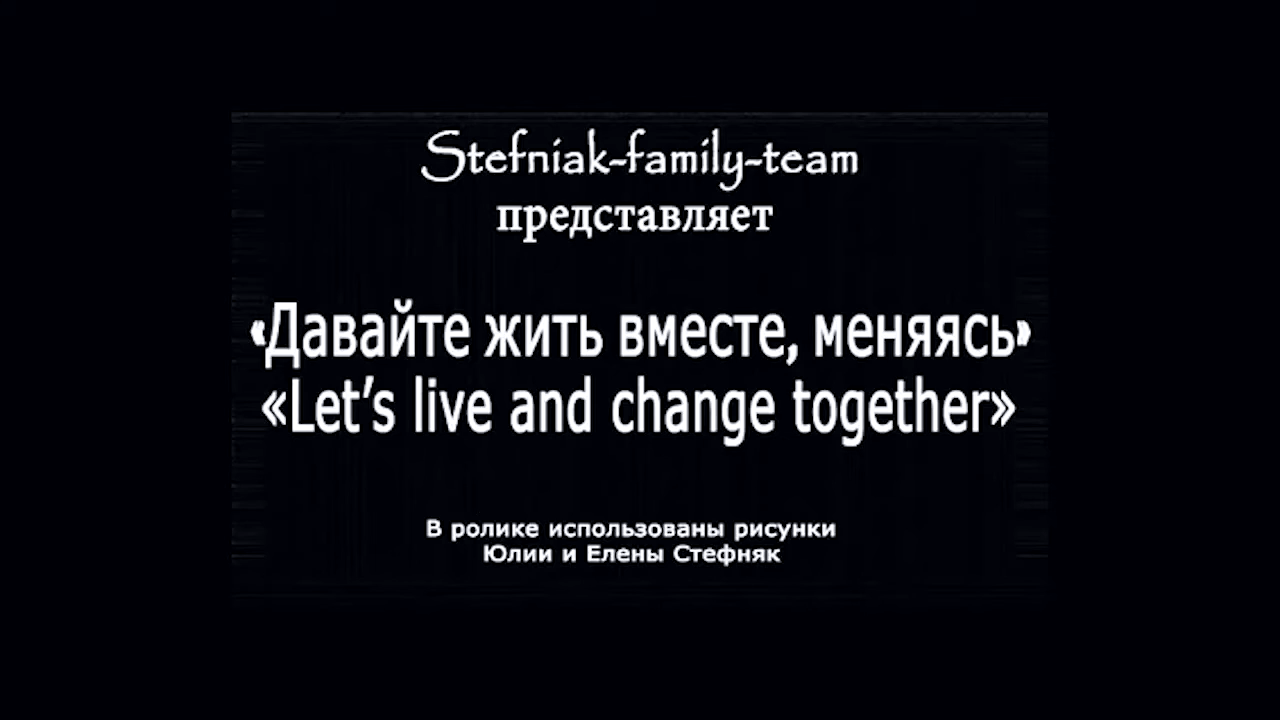 Stefniak-family-team
представляет
«Давайте жить вместе, меняясь»
«Let's live and change together»
В ролике использованы рисунки
Юлии и Елены Стефняк